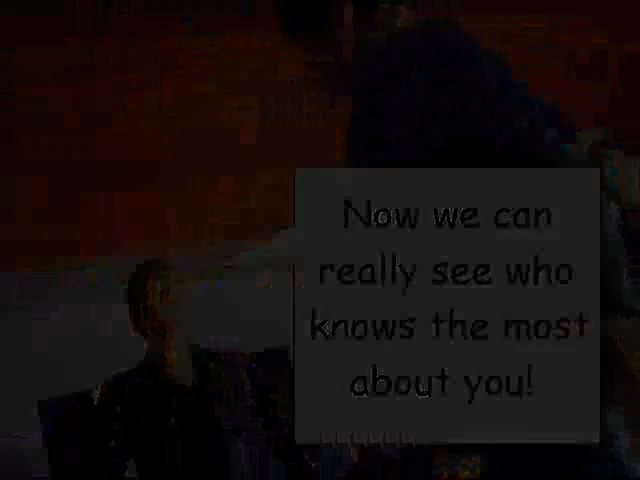 Now we can
really see who
knows the most
about you!